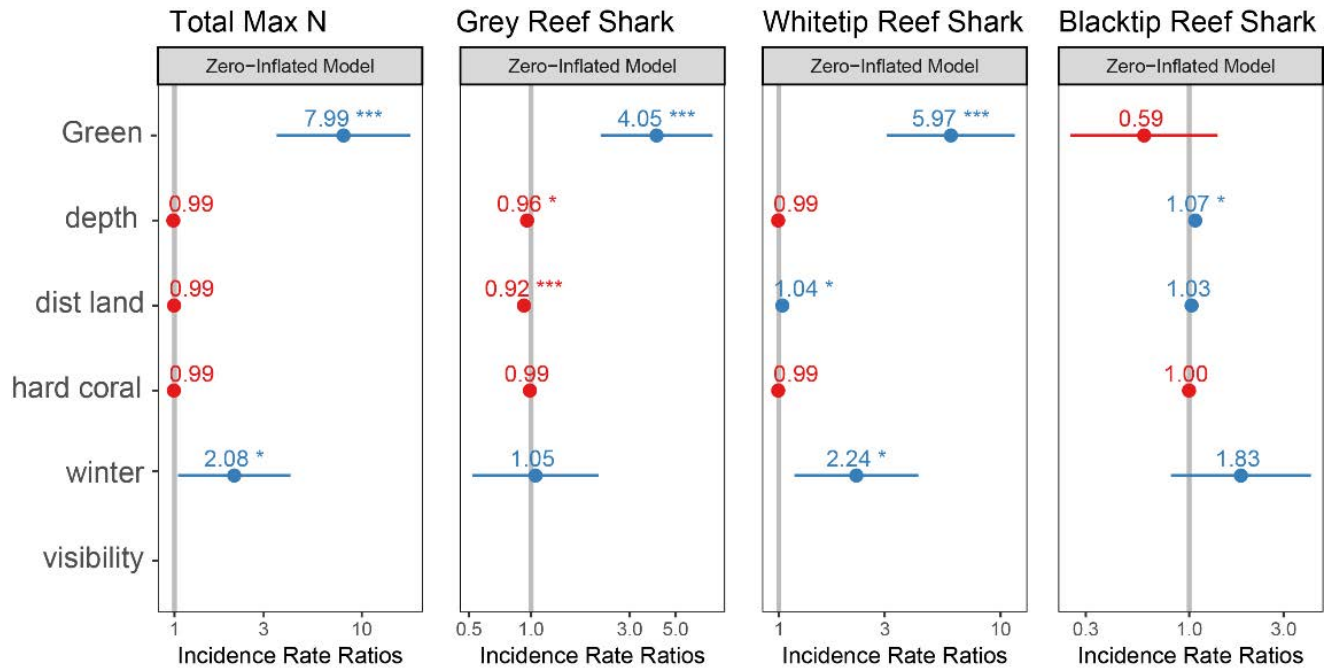 Total Max N
Grey Reef Shark
Whitetip Reef Shark
Blacktip Reef Shark
Zero−Inflated Model
Zero−Inflated Model
Zero−Inflated Model
Zero−Inflated Model
Green
7.99 ***
4.05 ***
5.97 ***
0.59
depth
0.99
0.96 *
0.99
1.07 *
dist land
0.99
0.92 ***
1.04 *
1.03
hard coral
0.99
0.99
0.99
1.00
winter
2.08 *
1.05
2.24 *
1.83
visibility
1 3 10
0.5 1.0 3.0 5.0
1 3 10
0.3 1.0 3.0
Incidence Rate Ratios
Incidence Rate Ratios
Incidence Rate Ratios
Incidence Rate Ratios